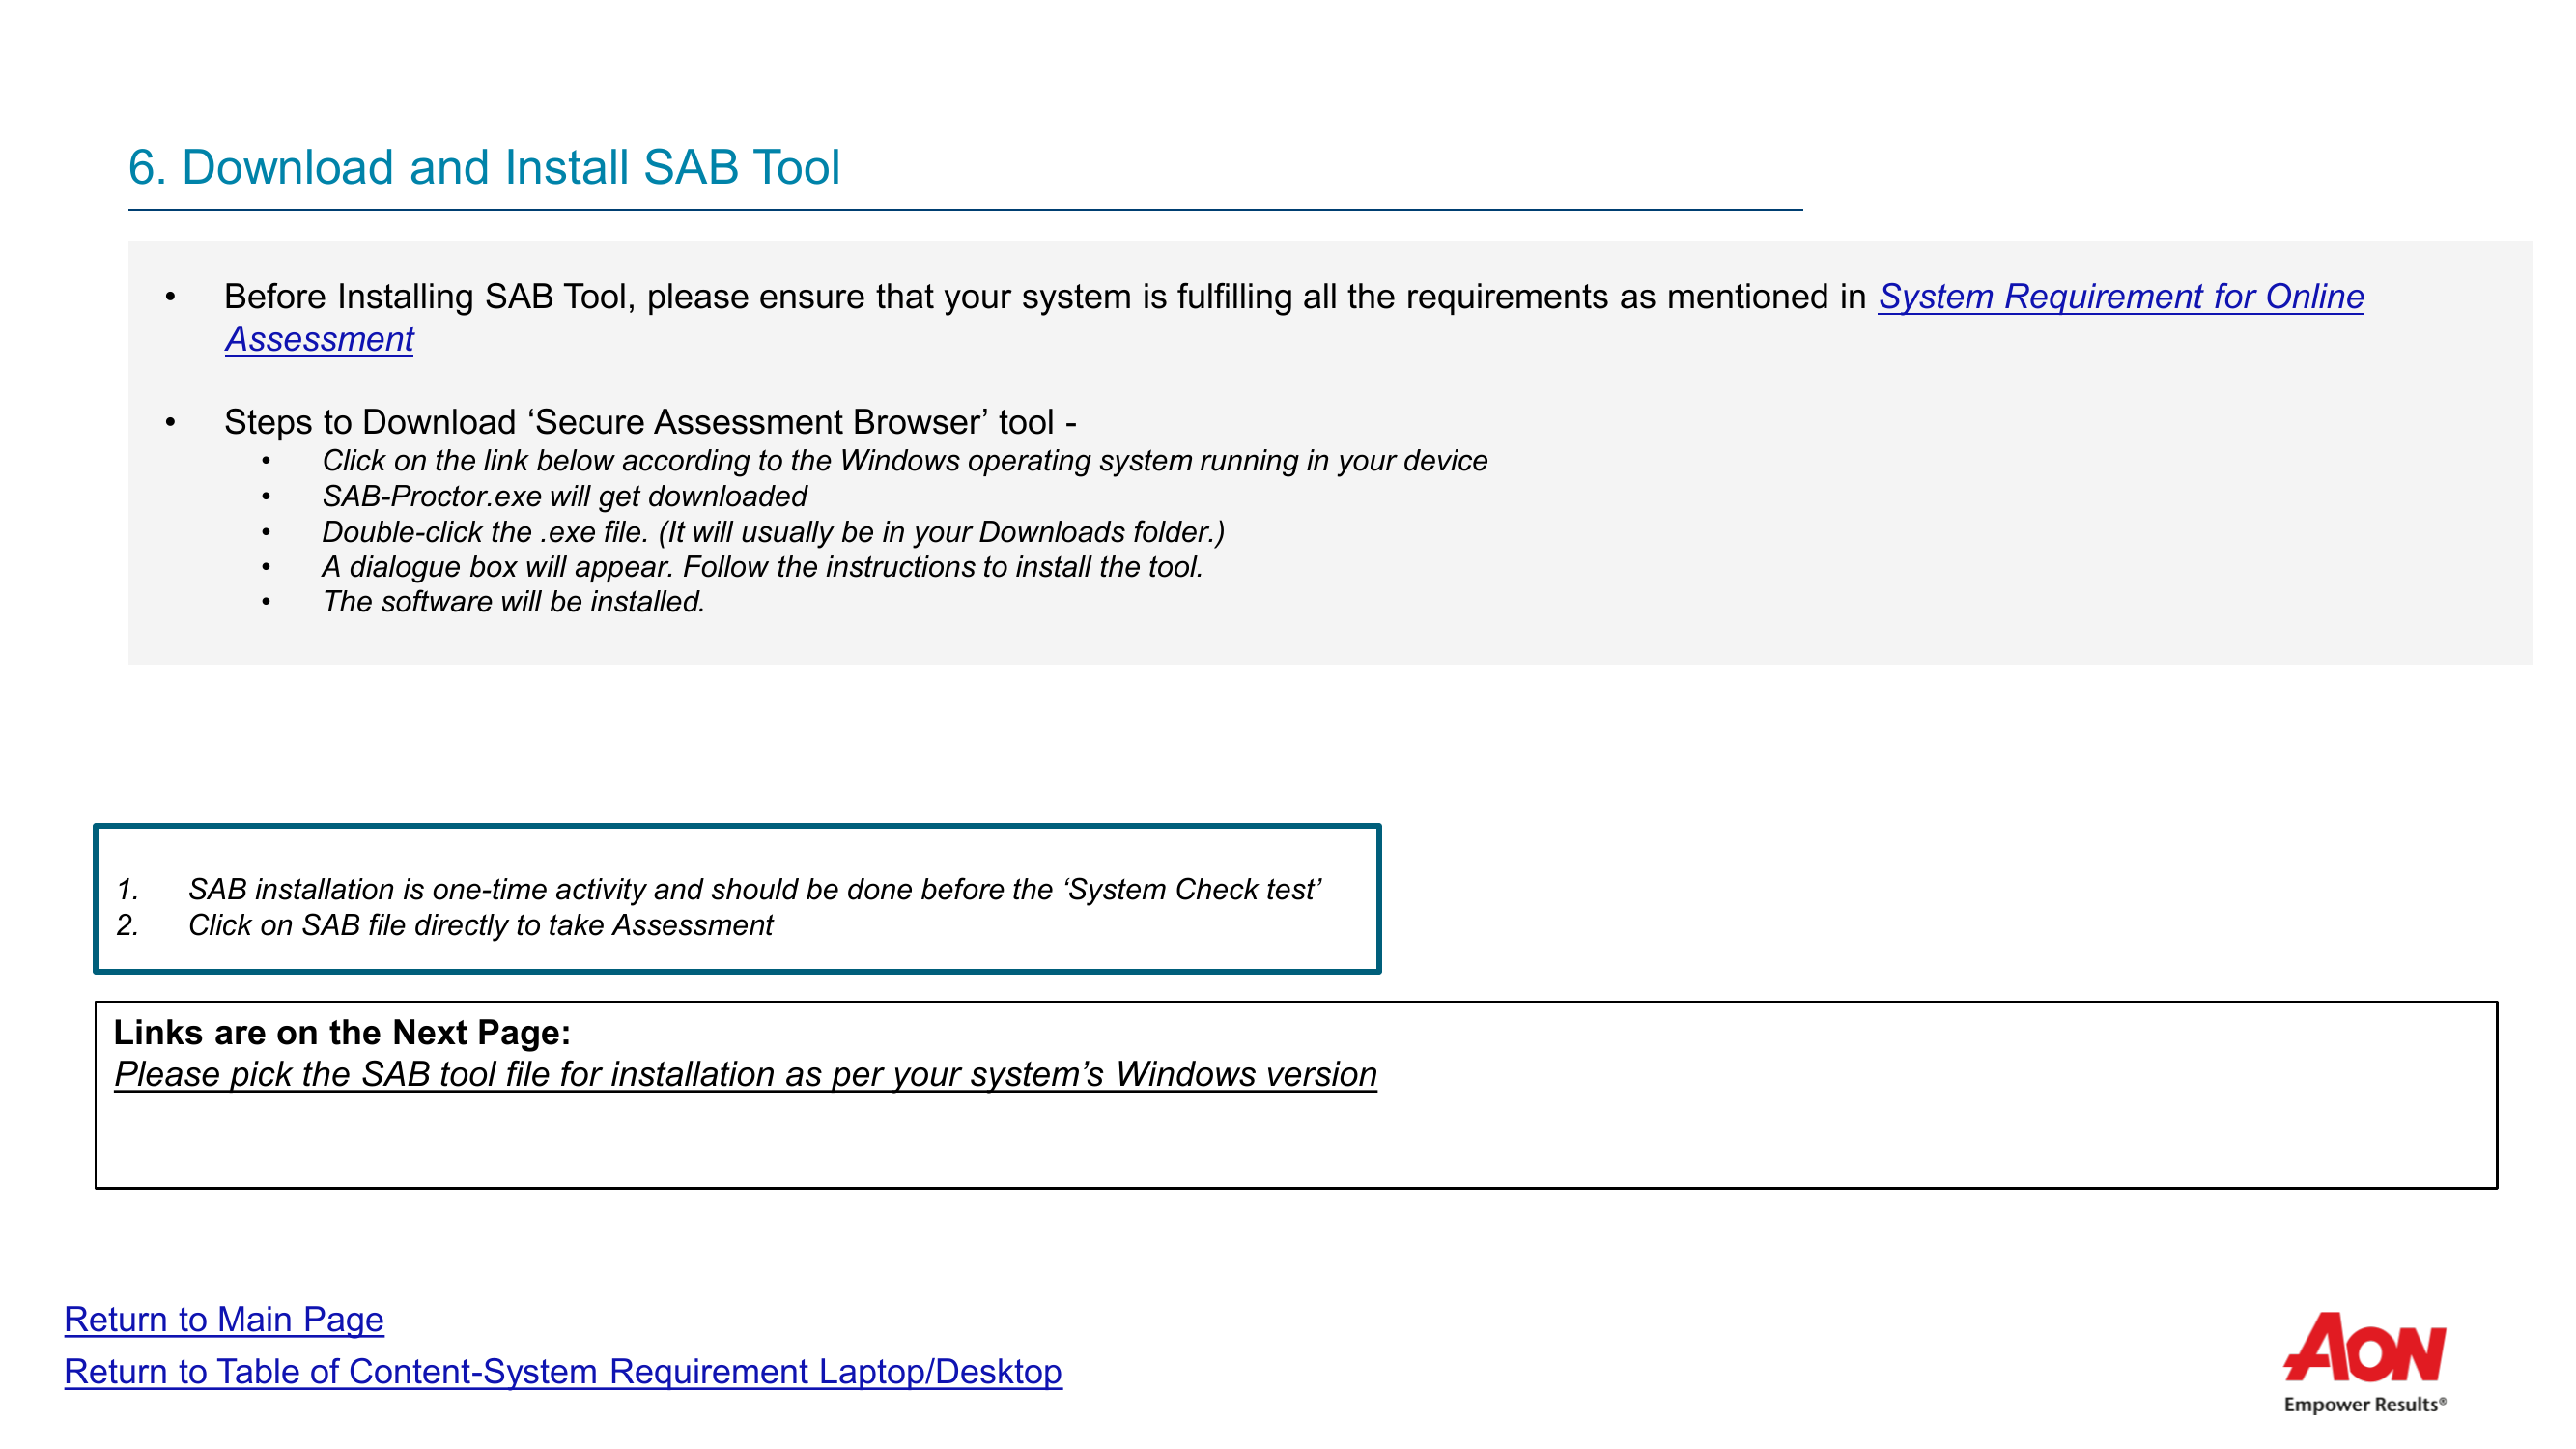 6. Download and Install SAB Tool
• Before Installing SAB Tool, please ensure that your system is fulfilling all the requirements as mentioned in System Requirement for Online
Assessment
• Steps to Download ‘Secure Assessment Browser’ tool -
• Click on the link below according to the Windows operating system running in your device
• SAB-Proctor.exe will get downloaded
• Double-click the .exe file. (It will usually be in your Downloads folder.)
• A dialogue box will appear. Follow the instructions to install the tool.
• The software will be installed.
1. SAB installation is one-time activity and should be done before the ‘System Check test’
2. Click on SAB file directly to take Assessment
Links are on the Next Page:
Please pick the SAB tool file for installation as per your system’s Windows version
Return to Main Page
Return to Table of Content-System Requirement Laptop/Desktop
AON
Empower Results®